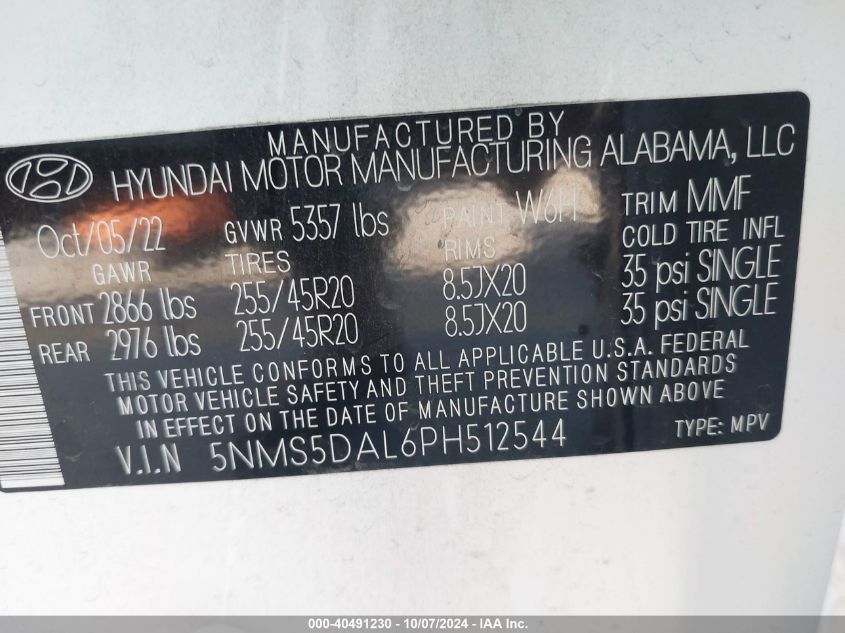 MANUFACTURED BY
HYUNDAI MOTOR MANUFACTURING ALABAMA, LLC
Oct/05/22 GVWR 5357 lbs PAINT W6H TRIM MMF
GAWR TIRES RIMS COLD TIRE INFL
FRONT 2866 lbs 255/45R20 8.5JX20 35 psi SINGLE
REAR 2976 lbs 255/45R20 8.5JX20 35 psi SINGLE
THIS VEHICLE CONFORMS TO ALL APPLICABLE U.S.A. FEDERAL
MOTOR VEHICLE SAFETY AND THEFT PREVENTION STANDARDS
IN EFFECT ON THE DATE OF MANUFACTURE SHOWN ABOVE
V.I.N 5NMS5DAL6PH512544 TYPE: MPV
000-40491230 - 10/07/2024 - IAA Inc.